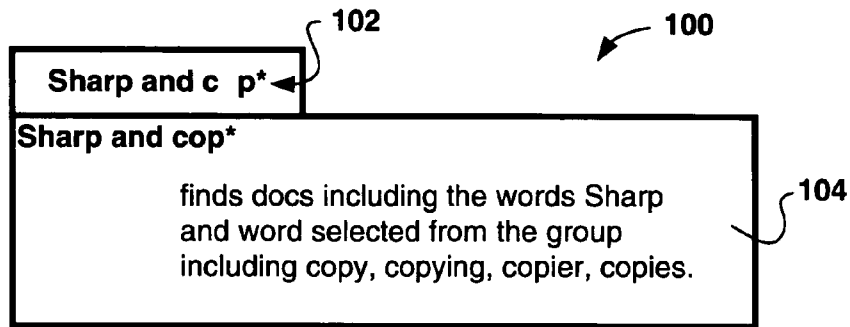 102
100
Sharp and c p*
Sharp and cop*
finds docs including the words Sharp
and word selected from the group
including copy, copying, copier, copies.
104